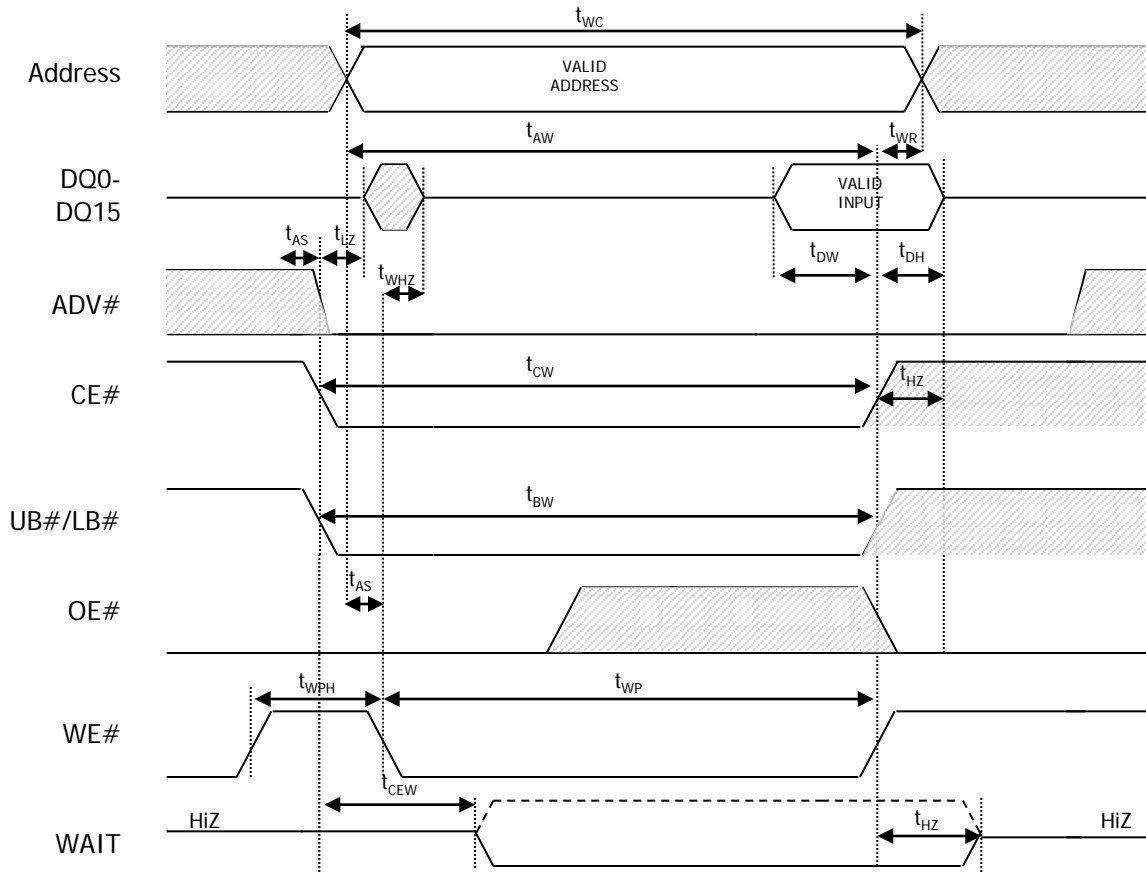 tWC
Address
VALID
ADDRESS
tAW
tWR
DQ0-
DQ15
VALID
INPUT
tAS
tLZ
tDW
tDH
tWHZ
ADV#
tCW
tHZ
CE#
tBW
UB#/LB#
tAS
OE#
tWPH
tWP
WE#
tCEW
HiZ
tHZ
HiZ
WAIT